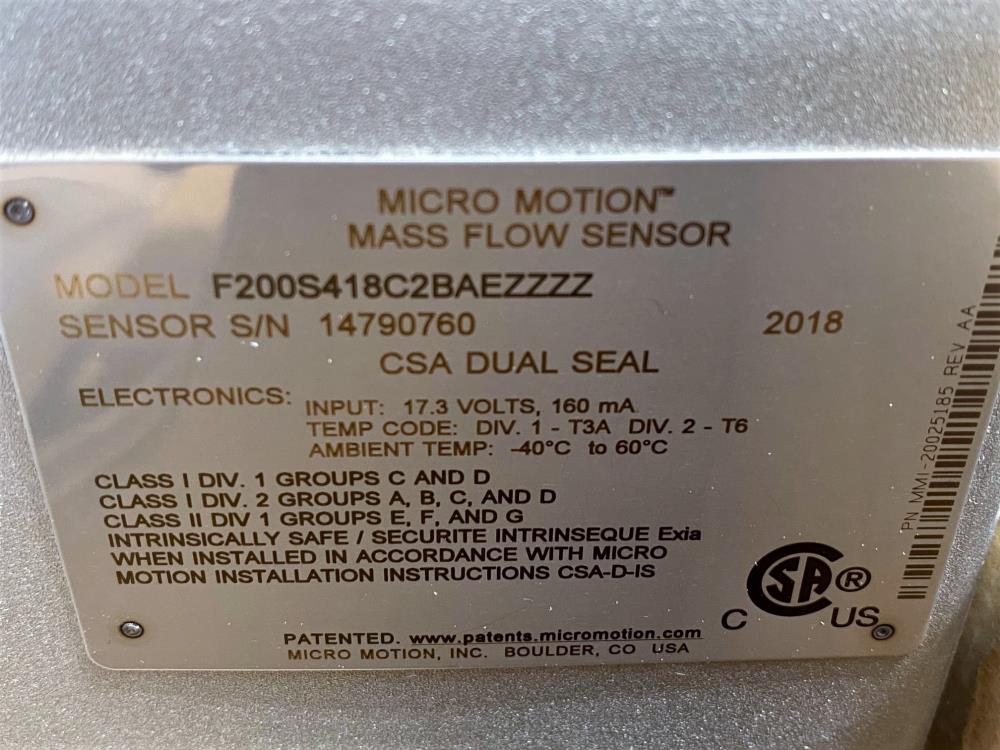 MICRO MOTION™
MASS FLOW SENSOR
MODEL F200S418C2BAEZZZZ
SENSOR S/N 14790760 2018
CSA DUAL SEAL
ELECTRONICS: INPUT: 17.3 VOLTS, 160 mA
TEMP CODE: DIV. 1 - T3A DIV. 2 - T6
AMBIENT TEMP: -40°C to 60°C
CLASS I DIV. 1 GROUPS C AND D
CLASS I DIV. 2 GROUPS A, B, C, AND D
CLASS II DIV 1 GROUPS E, F, AND G
INTRINSICALLY SAFE / SECURITE INTRINSEQUE Exia
WHEN INSTALLED IN ACCORDANCE WITH MICRO
MOTION INSTALLATION INSTRUCTIONS CSA-D-IS
C SA ® US
PATENTED. www.patents.micromotion.com
MICRO MOTION, INC. BOULDER, CO USA
PN MMI-20025185 REV AA